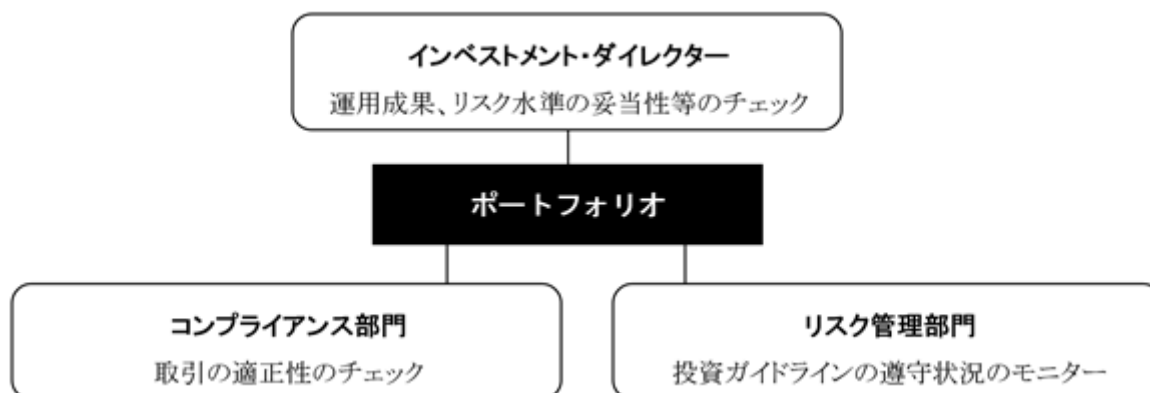 インベストメント・ダイレクター
運用成果、リスク水準の妥当性等のチェック
ポートフォリオ
コンプライアンス部門
取引の適正性のチェック
リスク管理部門
投資ガイドラインの遵守状況のモニター